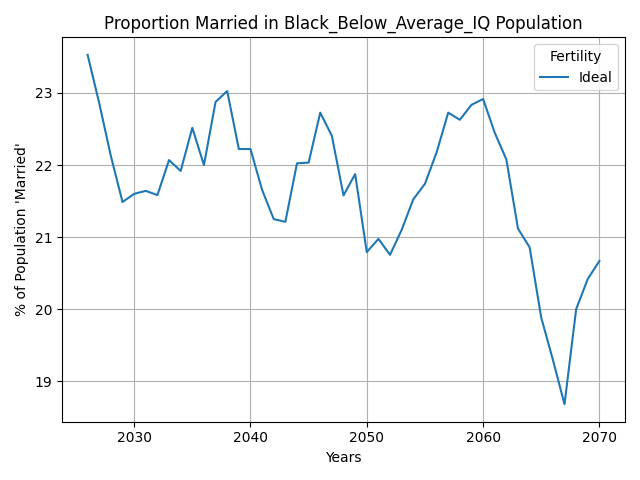 Proportion Married in Black_Below_Average_IQ Population
Fertility
Ideal
% of Population 'Married'
23
22
21
20
19
2030 2040 2050 2060 2070
Years